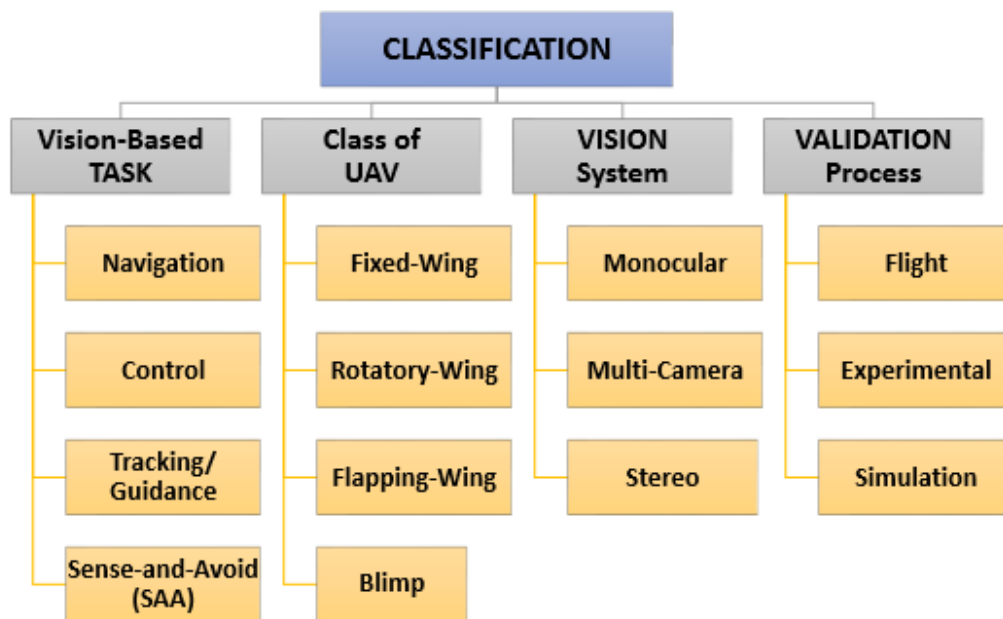 CLASSIFICATION
Vision-Based
TASK
Navigation
Control
Tracking/
Guidance
Sense-and-Avoid
(SAA)
Class of
UAV
Fixed-Wing
Rotatory-Wing
Flapping-Wing
Blimp
VISION
System
Monocular
Multi-Camera
Stereo
VALIDATION
Process
Flight
Experimental
Simulation